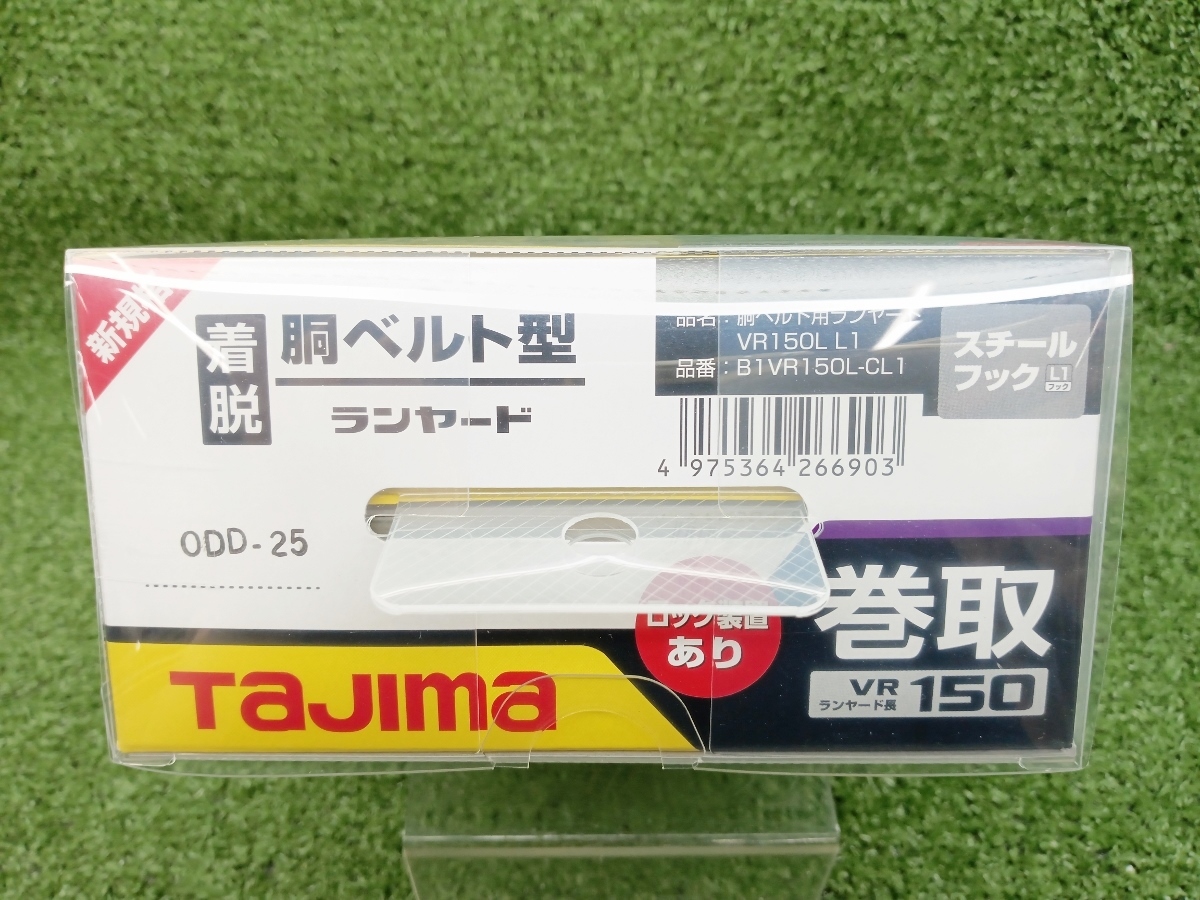 新規格
着脱
胴ベルト型
ランヤード
品名：胴ベルト用ランヤード
VR150L L1
品番：B1VR150L-CL1
スチール
フック L1
フック
4 975364 266903
ODD-25
ロック装置
あり
巻取
VR
ランヤード長 150
TaJIma